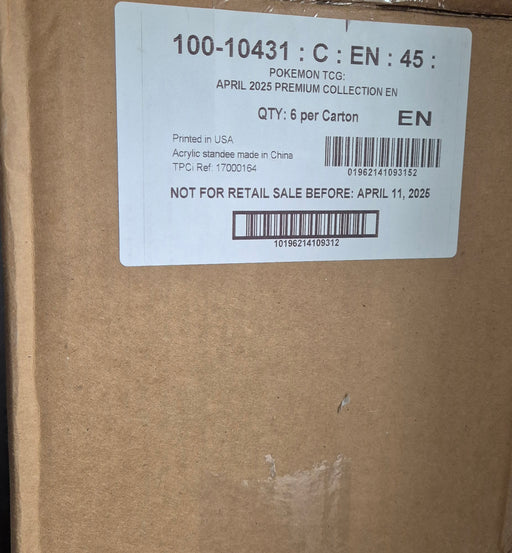 100-10431 : C : EN : 45 :
POKEMON TCG:
APRIL 2025 PREMIUM COLLECTION EN
QTY: 6 per Carton EN
Printed in USA
Acrylic standee made in China
TPCi Ref: 17000164
01962141093152
NOT FOR RETAIL SALE BEFORE: APRIL 11, 2025
10196214109312